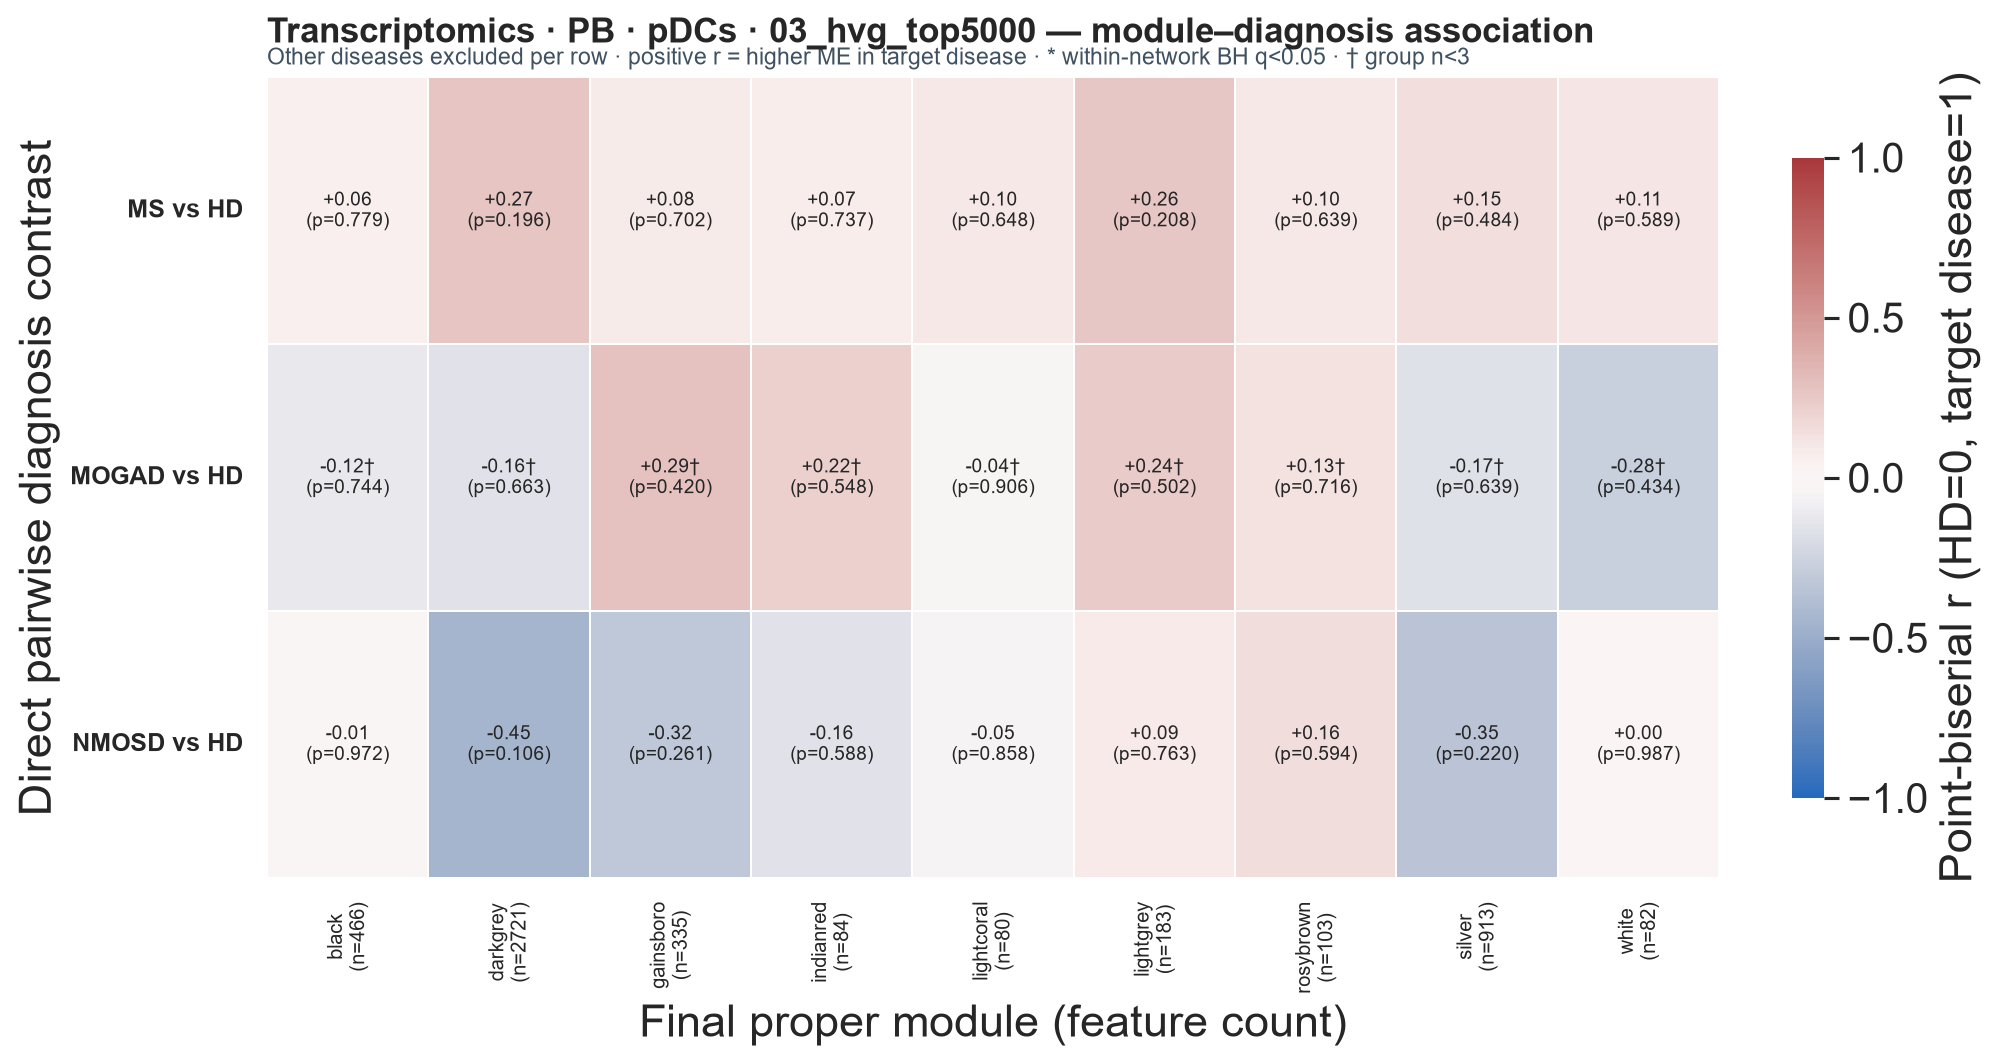 Transcriptomics · PB · pDCs · 03_hvg_top5000 — module–diagnosis association
Other diseases excluded per row · positive r = higher ME in target disease · * within-network BH q<0.05 · † group n<3
Direct pairwise diagnosis contrast
MS vs HD
+0.06
(p=0.779)
+0.27
(p=0.196)
+0.08
(p=0.702)
+0.07
(p=0.737)
+0.10
(p=0.648)
+0.26
(p=0.208)
+0.10
(p=0.639)
+0.15
(p=0.484)
+0.11
(p=0.589)
MOGAD vs HD
-0.12†
(p=0.744)
-0.16†
(p=0.663)
+0.29†
(p=0.420)
+0.22†
(p=0.548)
-0.04†
(p=0.906)
+0.24†
(p=0.502)
+0.13†
(p=0.716)
-0.17†
(p=0.639)
-0.28†
(p=0.434)
NMOSD vs HD
-0.01
(p=0.972)
-0.45
(p=0.106)
-0.32
(p=0.261)
-0.16
(p=0.588)
-0.05
(p=0.858)
+0.09
(p=0.763)
+0.16
(p=0.594)
-0.35
(p=0.220)
+0.00
(p=0.987)
black
(n=466)
darkgrey
(n=2721)
gainsboro
(n=335)
indianred
(n=84)
lightcoral
(n=80)
lightgrey
(n=183)
rosybrown
(n=103)
silver
(n=913)
white
(n=82)
Final proper module (feature count)
1.0
0.5
0.0
−0.5
−1.0
Point-biserial r (HD=0, target disease=1)